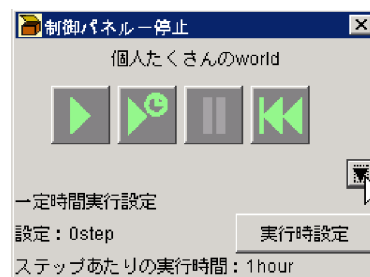 制御パネルー停止
個人たくさんのworld
一定時間実行設定
設定：0step
実行時設定
ステップあたりの実行時間：1hour